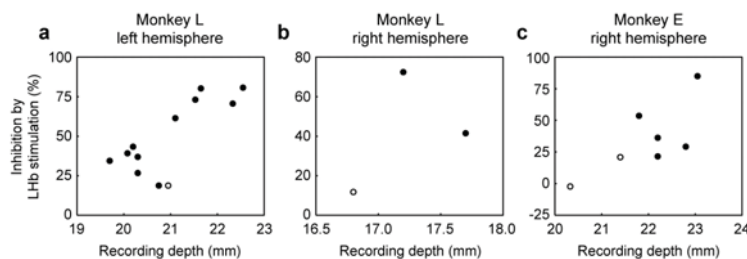 a
Monkey L
left hemisphere
Inhibition by
LHb stimulation (%)
100
75
50
25
0
19 20 21 22 23
Recording depth (mm)
b
Monkey L
right hemisphere
80
60
40
20
0
16.5 17.0 17.5 18.0
Recording depth (mm)
c
Monkey E
right hemisphere
100
75
50
25
0
-25
20 21 22 23 24
Recording depth (mm)